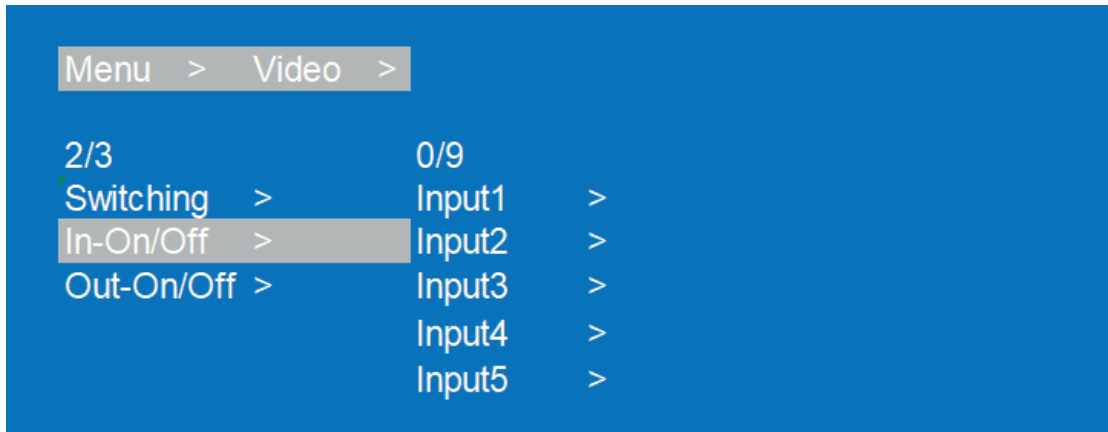 Menu > Video >
2/3 0/9
Switching > Input1 >
In-On/Off > Input2 >
Out-On/Off > Input3 >
Input4 >
Input5 >